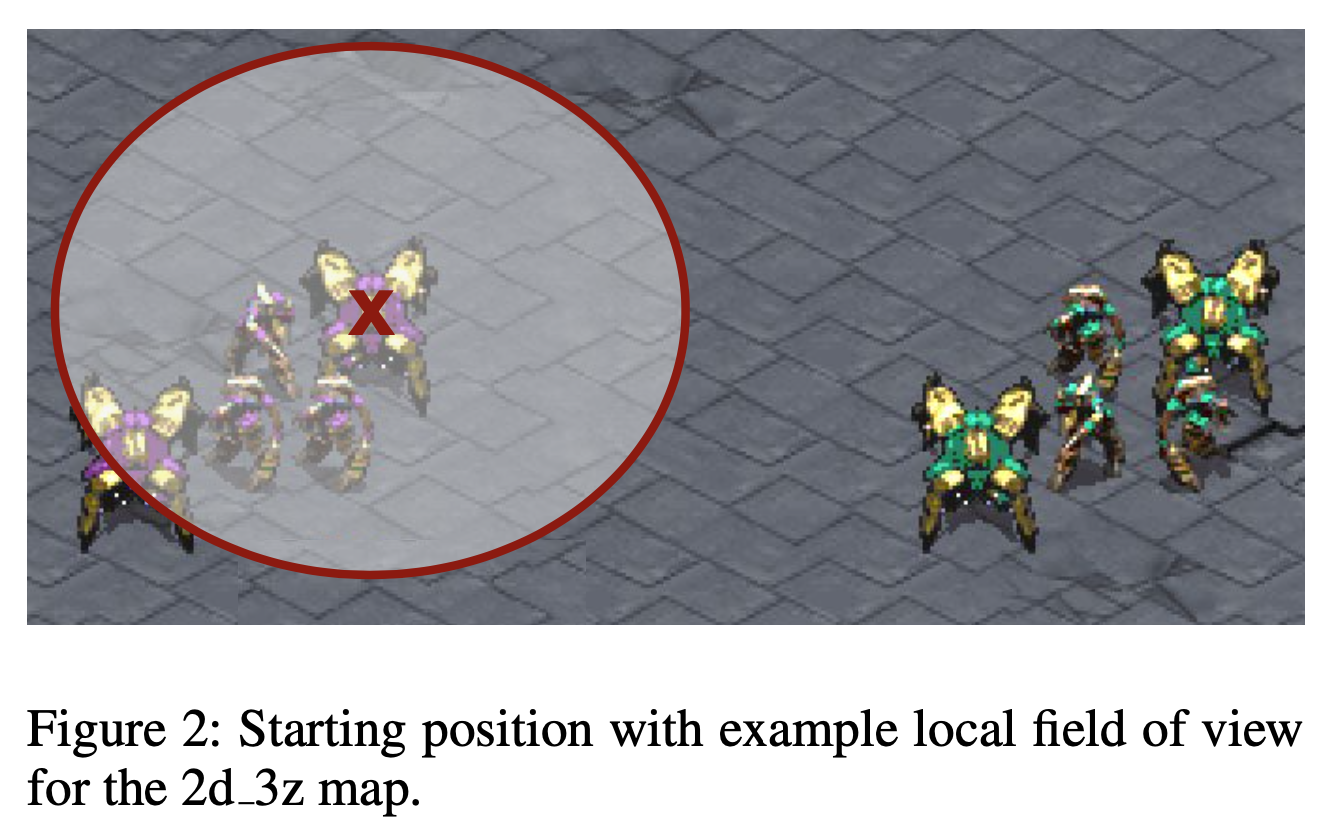 X
Figure 2: Starting position with example local field of view
for the 2d_3z map.